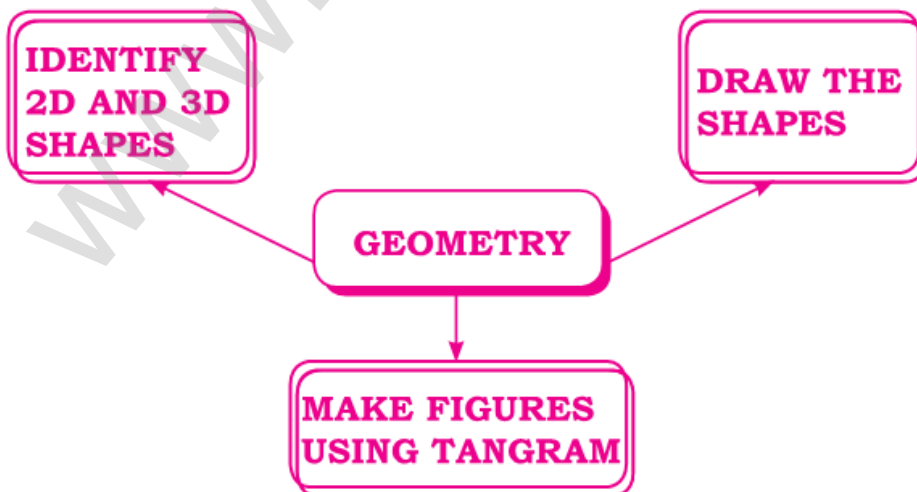 IDENTIFY
2D AND 3D
SHAPES
DRAW THE
SHAPES
GEOMETRY
MAKE FIGURES
USING TANGRAM